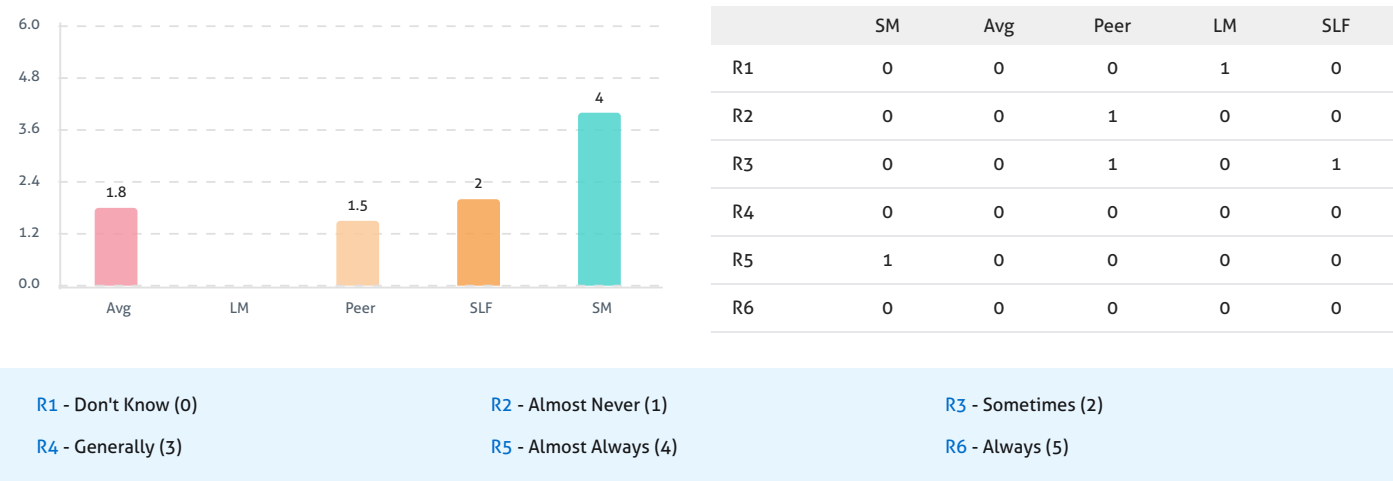 6.0
4.8
3.6
2.4
1.2
0.0
1.8
1.5
2
4
Avg LM Peer SLF SM
SM Avg Peer LM SLF
R1 0 0 0 1 0
R2 0 0 1 0 0
R3 0 0 1 0 1
R4 0 0 0 0 0
R5 1 0 0 0 0
R6 0 0 0 0 0
R1 - Don't Know (0) R2 - Almost Never (1) R3 - Sometimes (2)
R4 - Generally (3) R5 - Almost Always (4) R6 - Always (5)